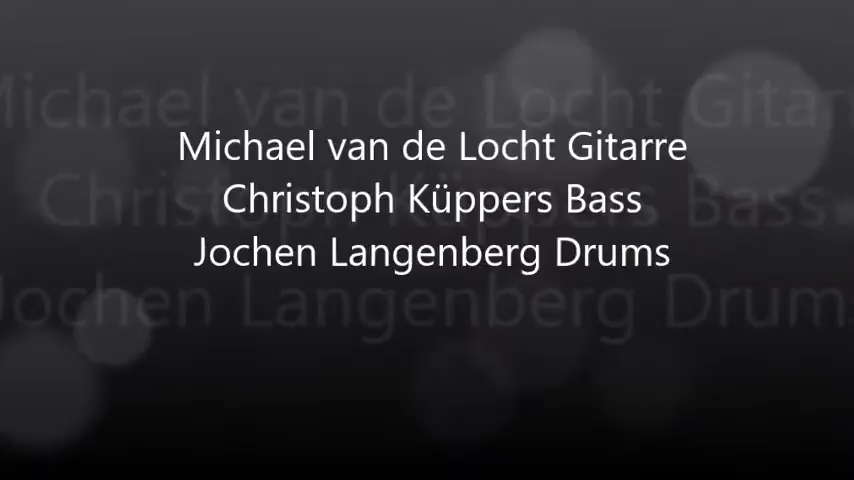 Michael van de Locht Gitarre
Christoph Küppers Bass
Jochen Langenberg Drums